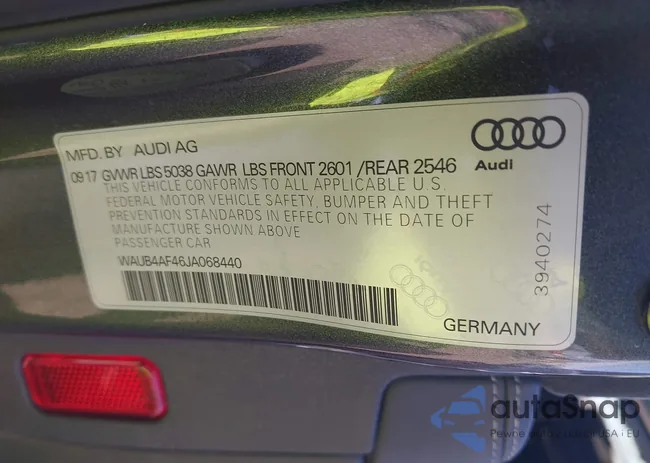 MFD. BY AUDI AG
09 17 GVWR LBS 5038 GAWR LBS FRONT 2601 /REAR 2546
THIS VEHICLE CONFORMS TO ALL APPLICABLE U.S.
FEDERAL MOTOR VEHICLE SAFETY, BUMPER AND THEFT
PREVENTION STANDARDS IN EFFECT ON THE DATE OF
MANUFACTURE SHOWN ABOVE
PASSENGER CAR
WAUB4AF46JA068440
Audi
3940274
GERMANY
autoSnap
USA | EU